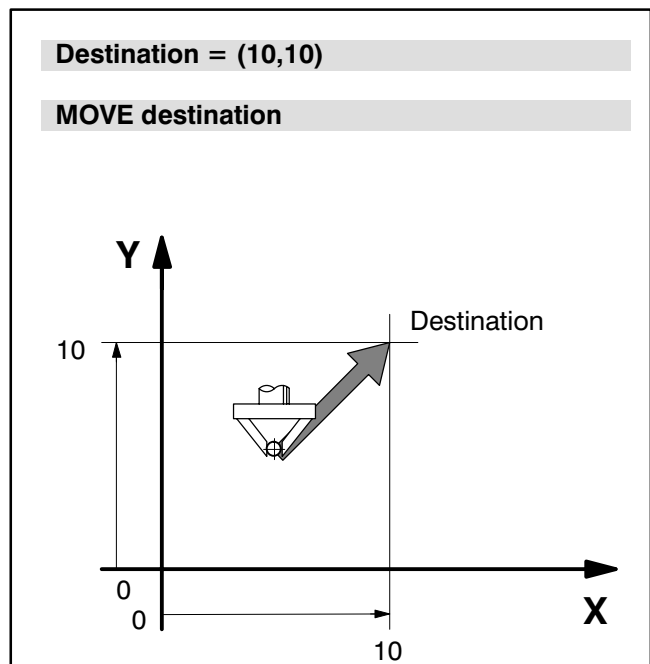 Destination = (10,10)
MOVE destination
Y
Destination
10
0
0
X
10